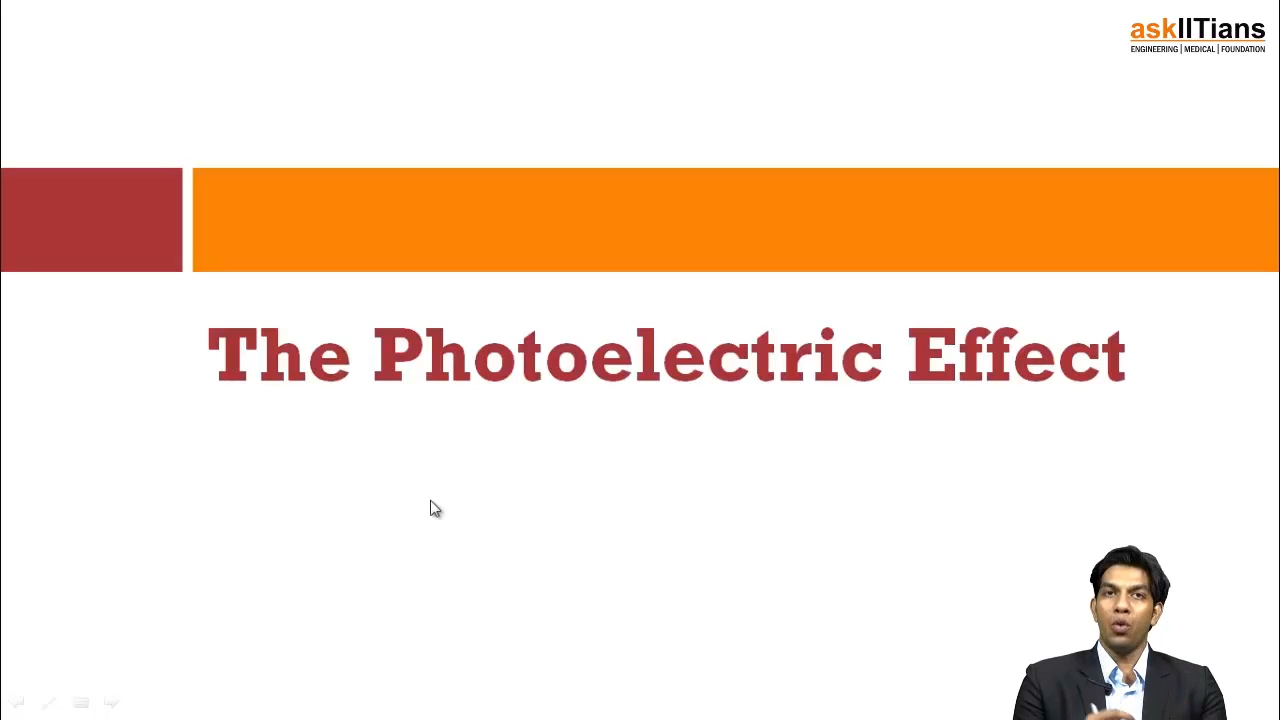 askIITians
ENGINEERING | MEDICAL | FOUNDATION
The Photoelectric Effect